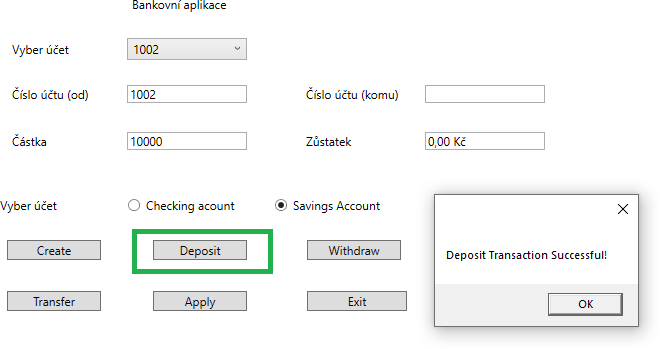 Bankovní aplikace
Vyber účet 1002
Číslo účtu (od) 1002 Číslo účtu (komu)
Částka 10000 Zůstatek 0,00 Kč
Vyber účet Checking acount Savings Account
Create Deposit Withdraw
Deposit Transaction Successful!
Transfer Apply Exit
OK